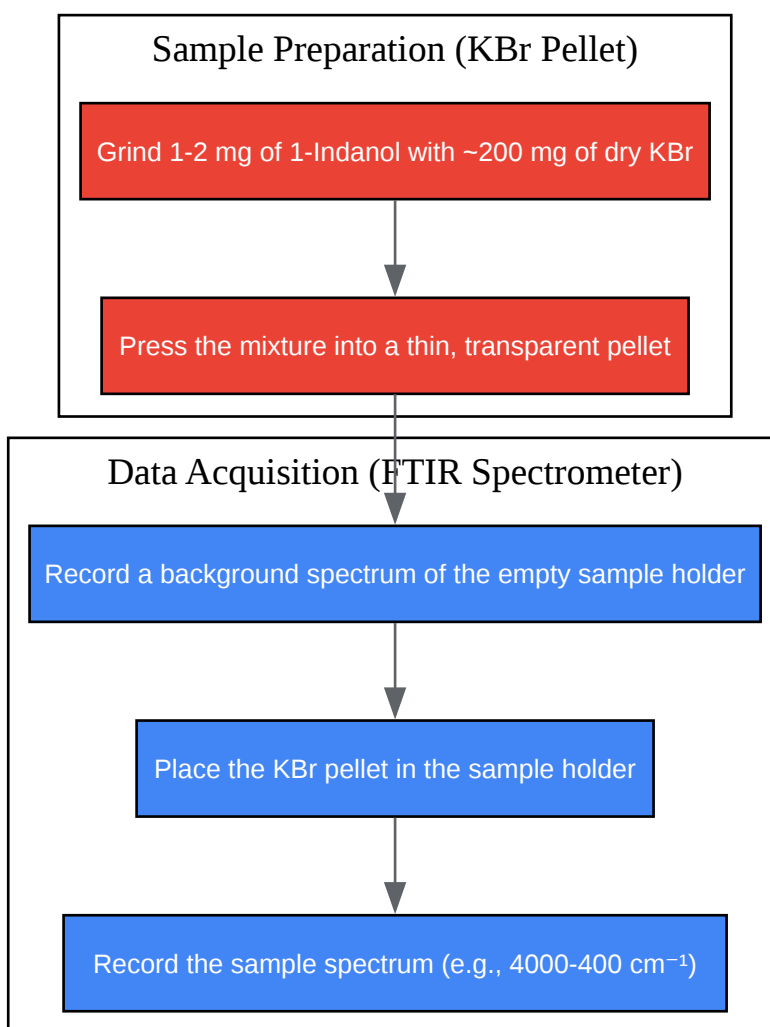 Sample Preparation (KBr Pellet)
Grind 1-2 mg of 1-Indanol with ~200 mg of dry KBr
Press the mixture into a thin, transparent pellet
Data Acquisition (FTIR Spectrometer)
Record a background spectrum of the empty sample holder
Place the KBr pellet in the sample holder
Record the sample spectrum (e.g., 4000-400 cm⁻¹)